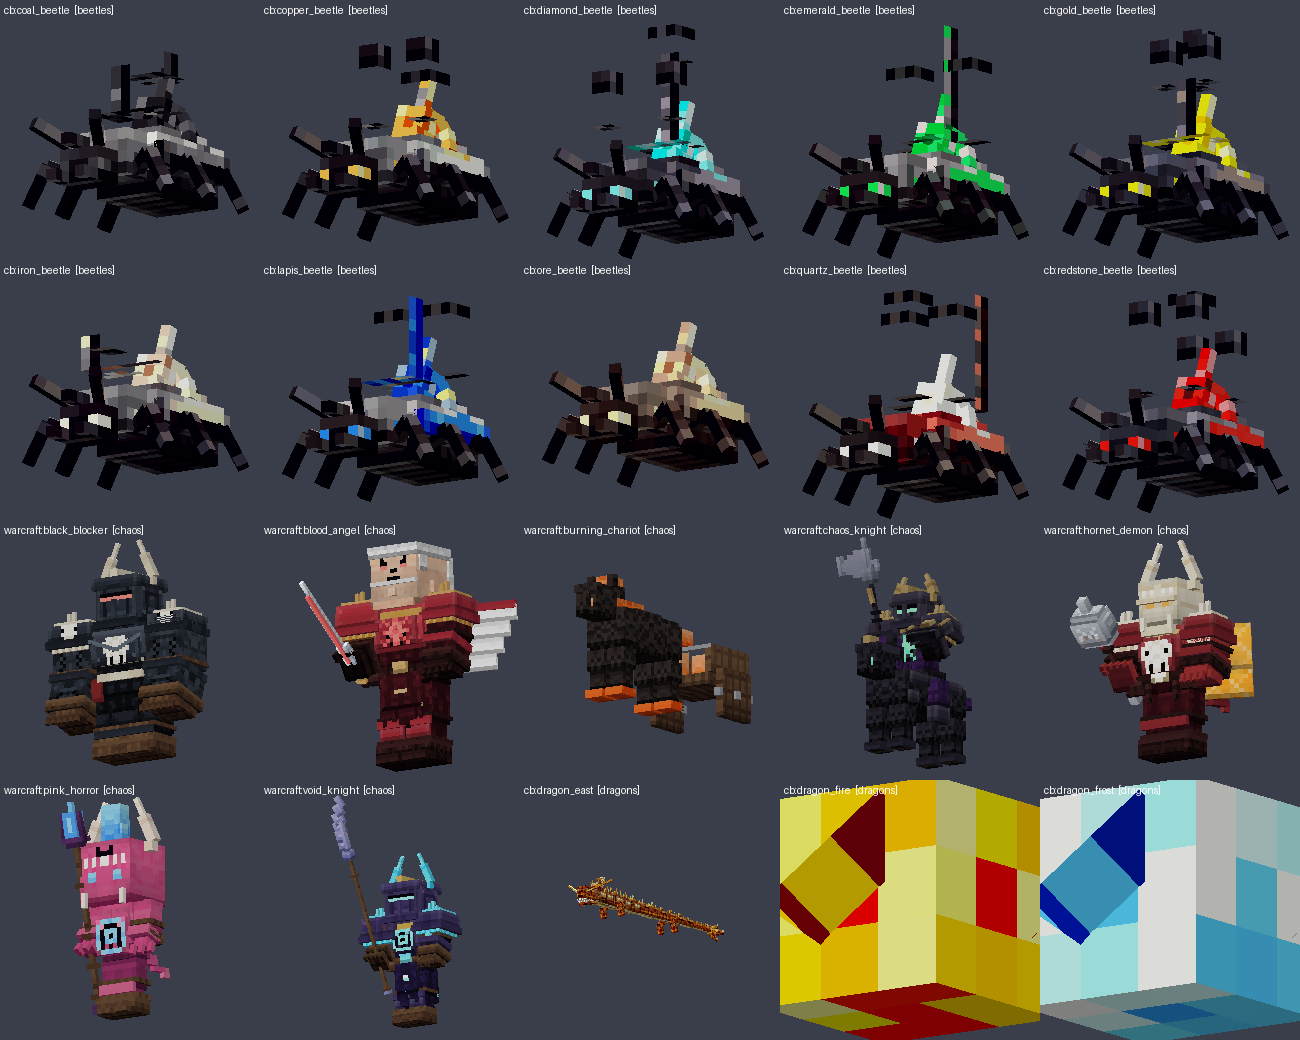 cb:coal_beetle [beetles]
cb:copper_beetle [beetles]
cb:diamond_beetle [beetles]
cb:emerald_beetle [beetles]
cb:gold_beetle [beetles]
cb:iron_beetle [beetles]
cb:lapis_beetle [beetles]
cb:ore_beetle [beetles]
cb:quartz_beetle [beetles]
cb:redstone_beetle [beetles]
warcraft:black_blocker [chaos]
warcraft:blood_angel [chaos]
warcraft:burning_chariot [chaos]
warcraft:chaos_knight [chaos]
warcraft:hornet_demon [chaos]
warcraft:pink_horror [chaos]
warcraft:void_knight [chaos]
cb:dragon_east [dragons]
cb:dragon_fire [dragons]
cb:dragon_frost [dragons]